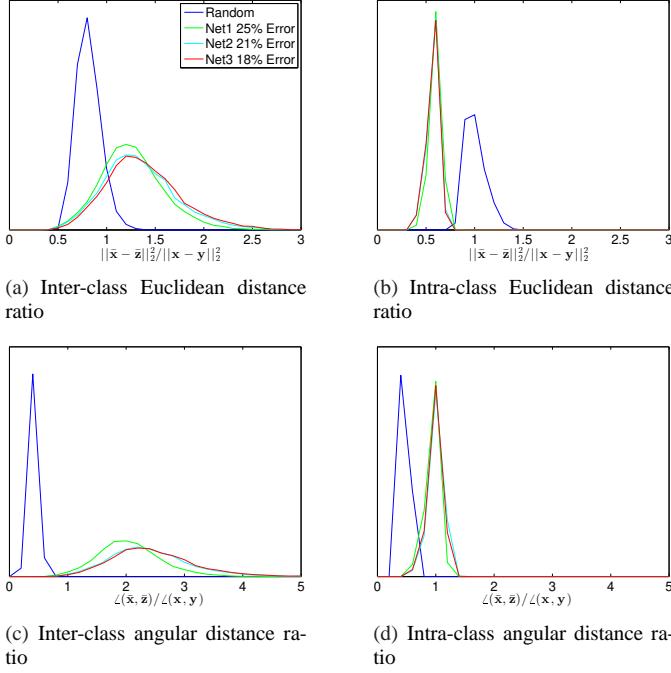 Random
Net1 25% Error
Net2 21% Error
Net3 18% Error
0 0.5 1 1.5 2 2.5 3
||x̄ − z̄||₂²/||x − y||₂²
(a) Inter-class Euclidean distance
ratio
0 0.5 1 1.5 2 2.5 3
||x̄ − z̄||₂²/||x − y||₂²
(b) Intra-class Euclidean distance
ratio
0 1 2 3 4 5
∠(x̄, z̄)/∠(x, y)
(c) Inter-class angular distance ra-
tio
0 1 2 3 4 5
∠(x̄, z̄)/∠(x, y)
(d) Intra-class angular distance ra-
tio